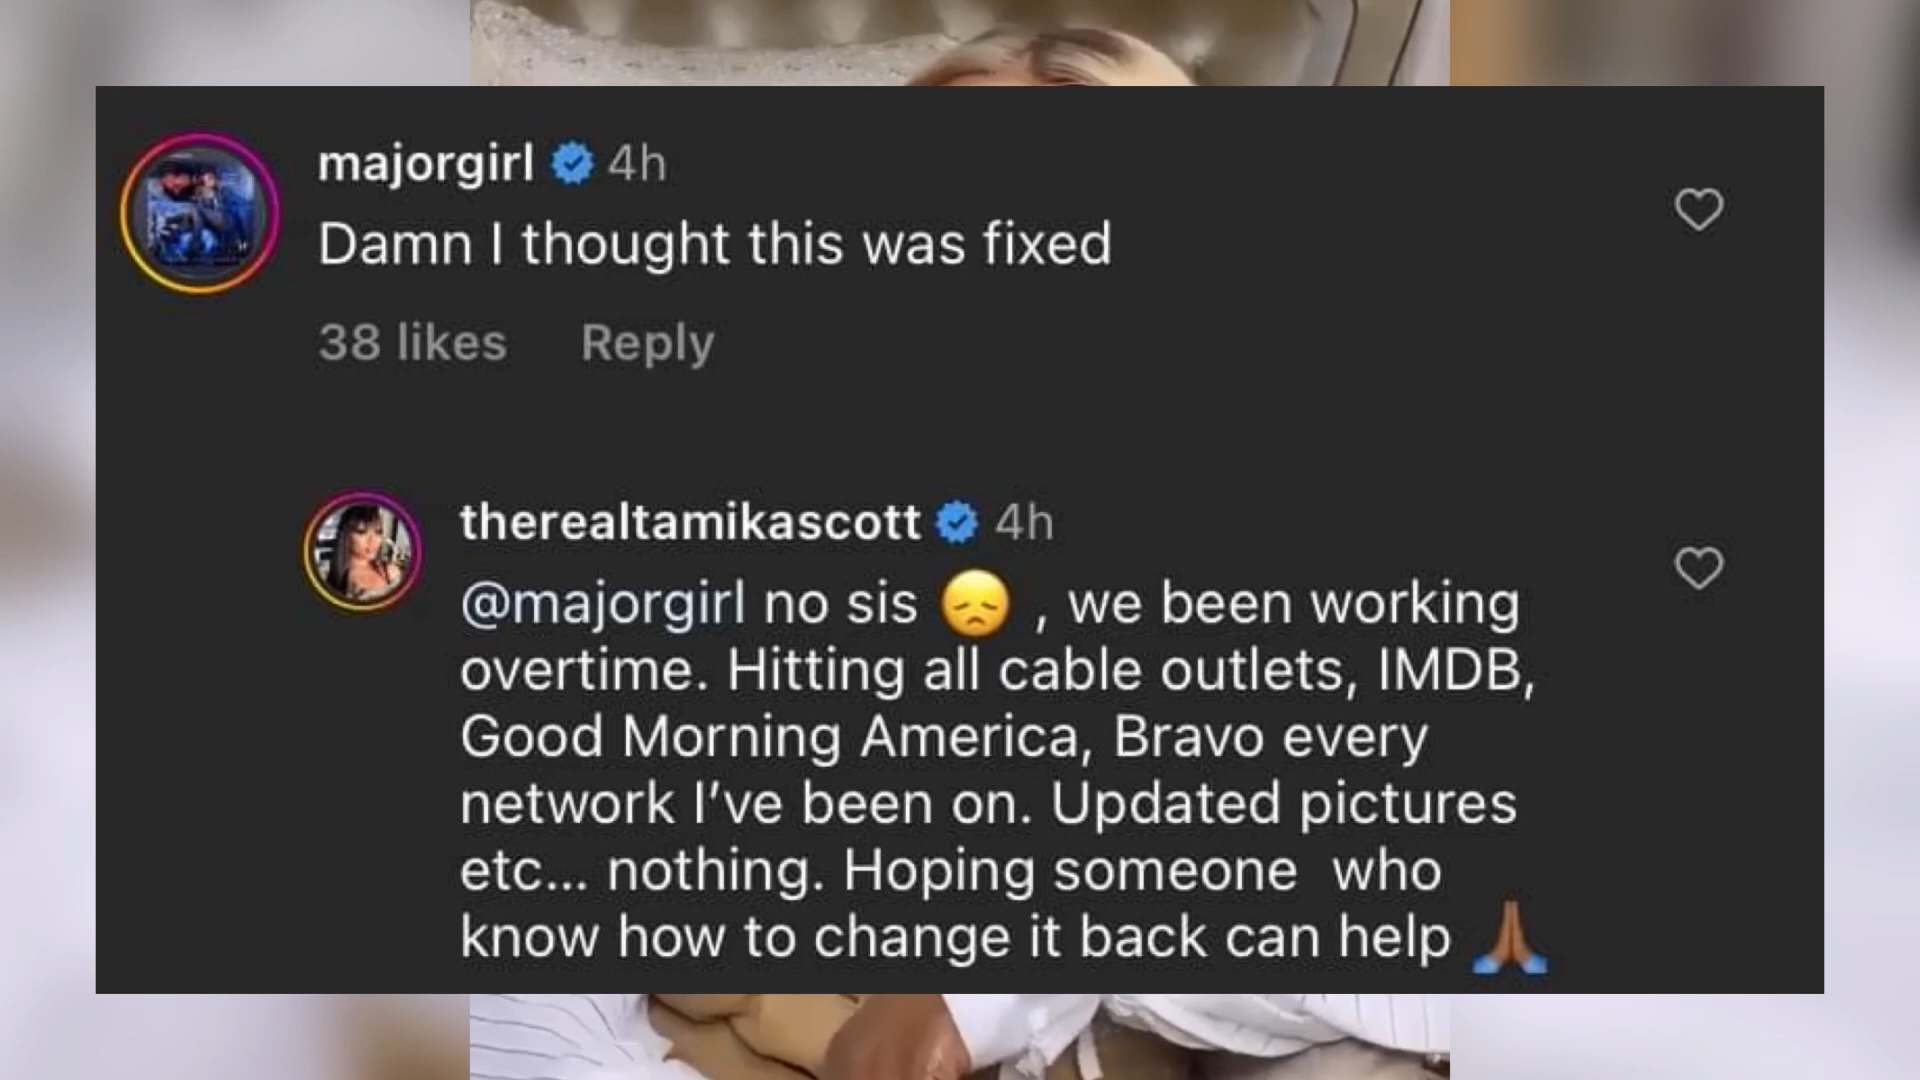 majorgirl 4h
Damn I thought this was fixed
38 likes Reply
therealtamikascott 4h
@majorgirl no sis 😞 , we been working
overtime. Hitting all cable outlets, IMDB,
Good Morning America, Bravo every
network I’ve been on. Updated pictures
etc... nothing. Hoping someone  who
know how to change it back can help 🙏🏾